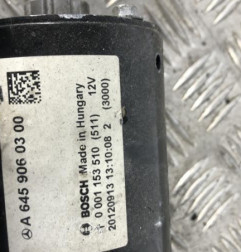 A 645 906 03 00
BOSCH Made in Hungary 12V
0 001 153 510 (511) (3000)
20120913 13:10:08 2